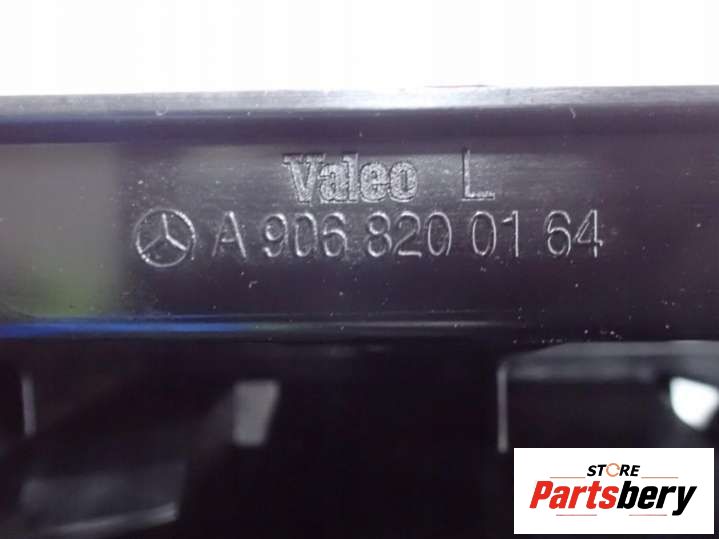 Valeo L
A 906 820 01 64
STORE
Partsbery